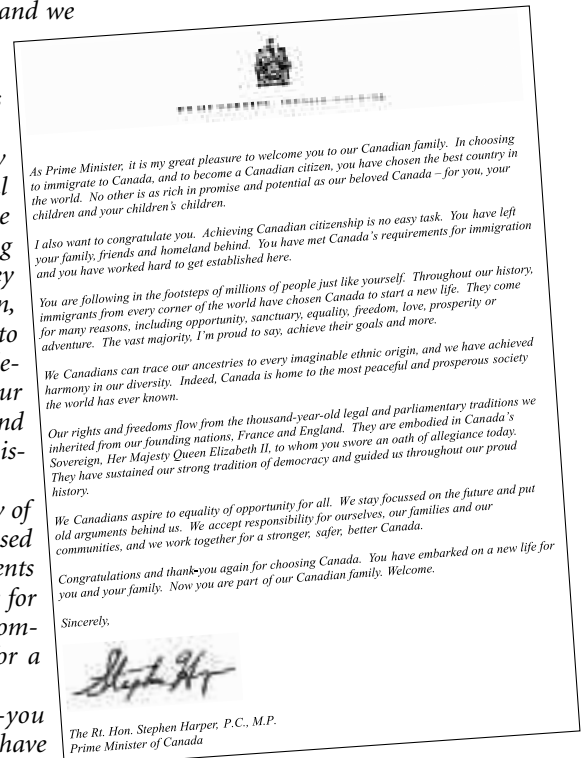 and we
y
l
e
g
ey
n,
to
e-
ur
nd
is-
y of
sed
ents
for
om-
or a
-you
have
As Prime Minister, it is my great pleasure to welcome you to our Canadian family. In choosing
to immigrate to Canada, and to become a Canadian citizen, you have chosen the best country in
the world. No other is as rich in promise and potential as our beloved Canada – for you, your
children and your children's children.
I also want to congratulate you. Achieving Canadian citizenship is no easy task. You have left
your family, friends and homeland behind. You have met Canada's requirements for immigration
and you have worked hard to get established here.
You are following in the footsteps of millions of people just like yourself. Throughout our history,
immigrants from every corner of the world have chosen Canada to start a new life. They come
for many reasons, including opportunity, sanctuary, equality, freedom, love, prosperity or
adventure. The vast majority, I'm proud to say, achieve their goals and more.
We Canadians can trace our ancestries to every imaginable ethnic origin, and we have achieved
harmony in our diversity. Indeed, Canada is home to the most peaceful and prosperous society
the world has ever known.
Our rights and freedoms flow from the thousand-year-old legal and parliamentary traditions we
inherited from our founding nations, France and England. They are embodied in Canada's
Sovereign, Her Majesty Queen Elizabeth II, to whom you swore an oath of allegiance today.
They have sustained our strong tradition of democracy and guided us throughout our proud
history.
We Canadians aspire to equality of opportunity for all. We stay focussed on the future and put
old arguments behind us. We accept responsibility for ourselves, our families and our
communities, and we work together for a stronger, safer, better Canada.
Congratulations and thank-you again for choosing Canada. You have embarked on a new life for
you and your family. Now you are part of our Canadian family. Welcome.
Sincerely,
Stephen Harper
The Rt. Hon. Stephen Harper, P.C., M.P.
Prime Minister of Canada